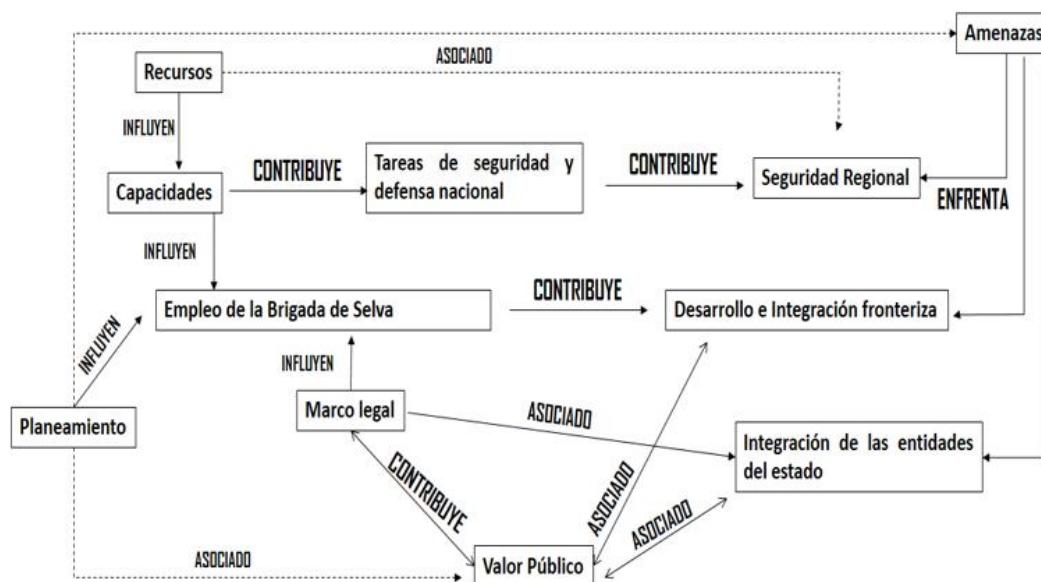 Amenazas
ASOCIADO
Recursos
INFLUYEN
CONTRIBUYE
Tareas de seguridad y
defensa nacional
CONTRIBUYE
Capacidades
Seguridad Regional
ENFRENTA
INFLUYEN
Empleo de la Brigada de Selva
CONTRIBUYE
Desarrollo e Integración fronteriza
INFLUYEN
INFLUYEN
Planeamiento
Marco legal
ASOCIADO
Integración de las entidades
del estado
CONTRIBUYE
ASOCIADO
ASOCIADO
ASOCIADO
Valor Público